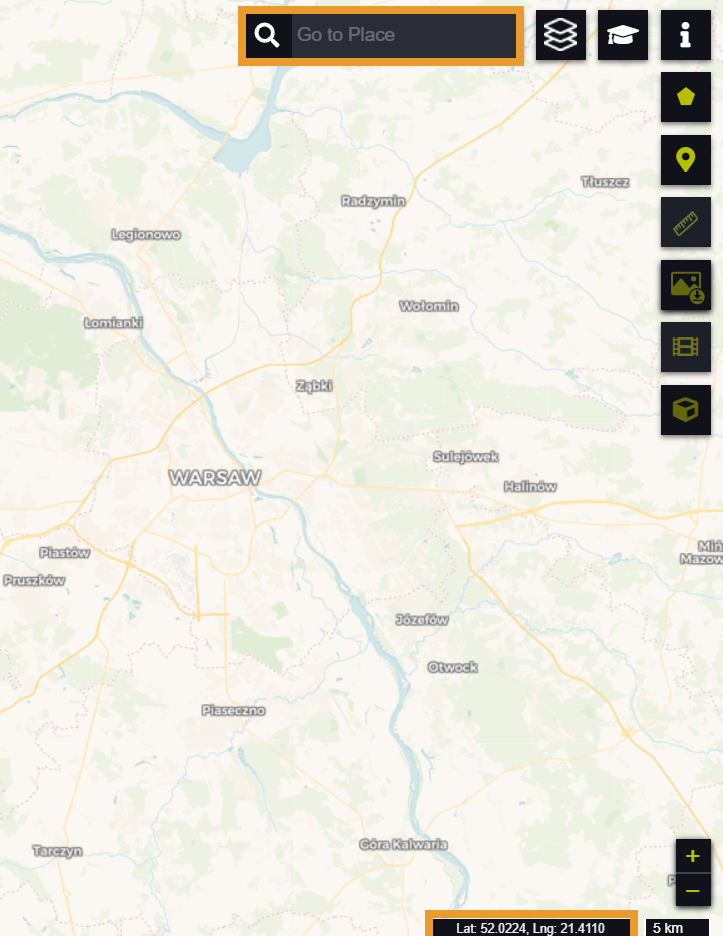 Go to Place
Tłuszcz
Radzymin
Legionowo
Wołomin
Łomianki
Ząbki
Sulejówek
WARSAW
Halinów
Piastów
Pruszków
Józefów
Otwock
Piaseczno
Góra Kalwaria
Tarczyn
+
−
Lat: 52.0224, Lng: 21.4110
5 km